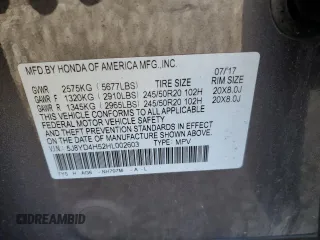 MFD.BY HONDA OF AMERICA MFG.,INC.
TIRE SIZE 07/'17 RIM SIZE
GVWR 2575KG (5677LBS)
GAWR F 1320KG (2910LBS) 245/50R20 102H 20X8.0J
GAWR R 1345KG (2965LBS) 245/50R20 102H 20X8.0J
THIS VEHICLE CONFORMS TO ALL APPLICABLE
FEDERAL MOTOR VEHICLE SAFETY AND THEFT
PREVENTION STANDARDS IN EFFECT ON THE
DATE OF MANUFACTURE SHOWN ABOVE.
V.I.N: 5J8YD4H52HL002603 TYPE: MPV
A - L
DREAMBID